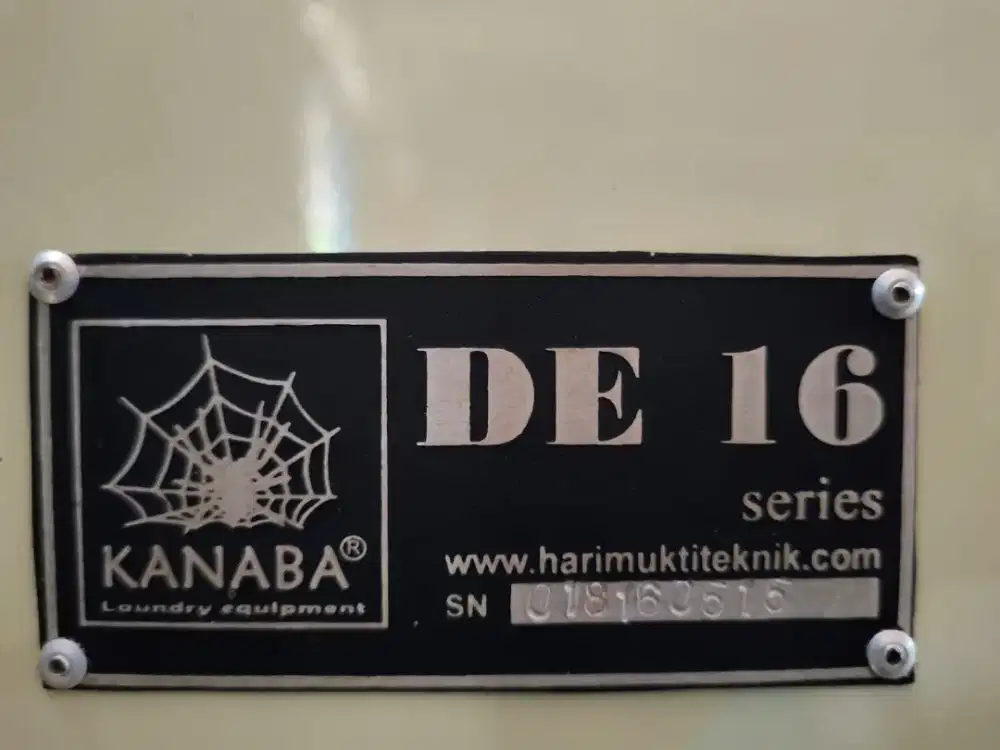 KANABA®
Laundry equipment
DE 16
series
www.harimuktiteknik.com
SN